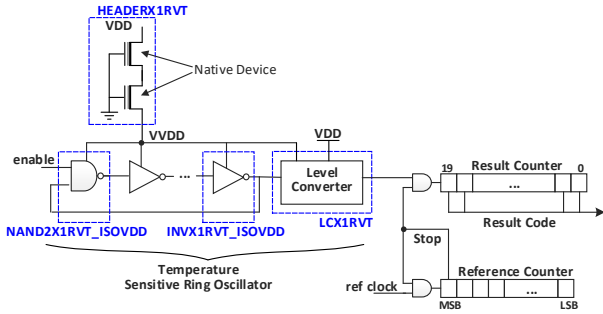 HEADERX1RVT
VDD
Native Device
VVDD
VDD
enable
...
Level
Converter
19
Result Counter
0
...
Result Code
NAND2X1RVT_ISOVDD
INVX1RVT_ISOVDD
LCX1RVT
Stop
Temperature
Sensitive Ring Oscillator
ref clock
Reference Counter
...
MSB
LSB